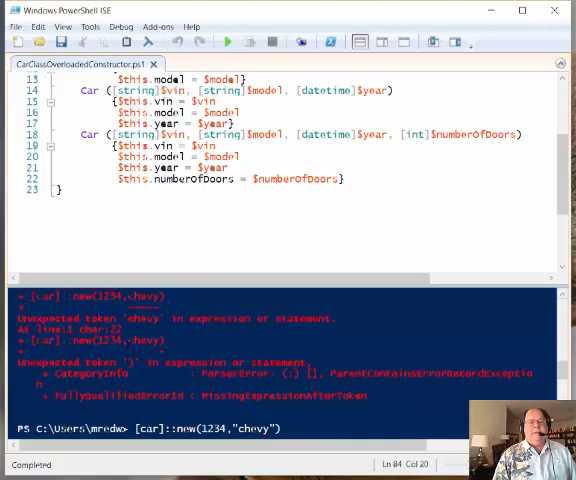 Windows PowerShell ISE
File Edit View Tools Debug Add-ons Help
CarClassOverloadedConstructor.ps1
13 $this.model = $model}
14 Car ([string]$vin, [string]$model, [datetime]$year)
15 {$this.vin = $vin
16 $this.model = $model
17 $this.year = $year}
18 Car ([string]$vin, [string]$model, [datetime]$year, [int]$numberOfDoors)
19 {$this.vin = $vin
20 $this.model = $model
21 $this.year = $year
22 $this.numberOfDoors = $numberOfDoors}
23 }
+ [car]::new(1234,chevy)
+ ~~~~~
Unexpected token 'chevy' in expression or statement.
At line:1 char:22
+ [car]::new(1234,chevy)
+ ~
Unexpected token ')' in expression or statement.
+ CategoryInfo : ParserError: (:) [], ParentContainsErrorRecordExceptio
n
+ FullyQualifiedErrorId : MissingExpressionAfterToken
PS C:\Users\mredw> [car]::new(1234,"chevy")
Completed
Ln 84 Col 20